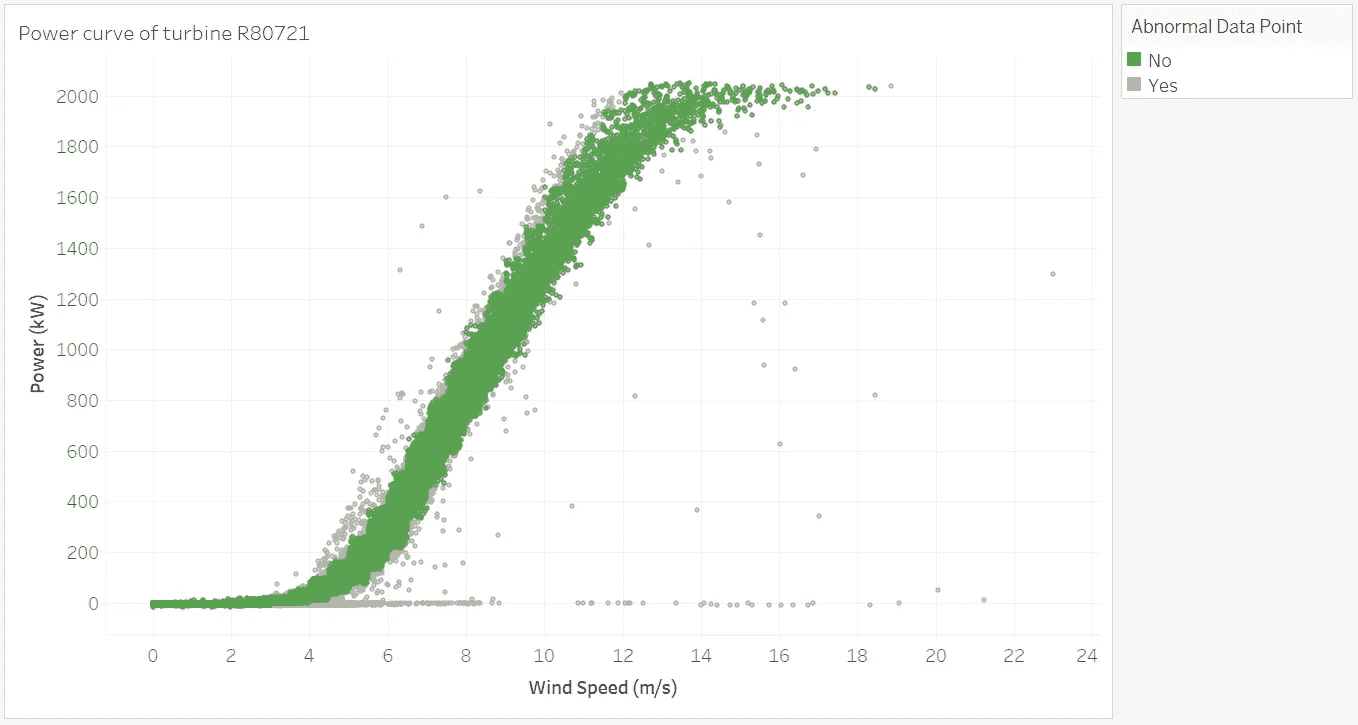 Power curve of turbine R80721
Abnormal Data Point
No
Yes
2000
1800
1600
1400
1200
1000
800
600
400
200
0
Power (kW)
0 2 4 6 8 10 12 14 16 18 20 22 24
Wind Speed (m/s)